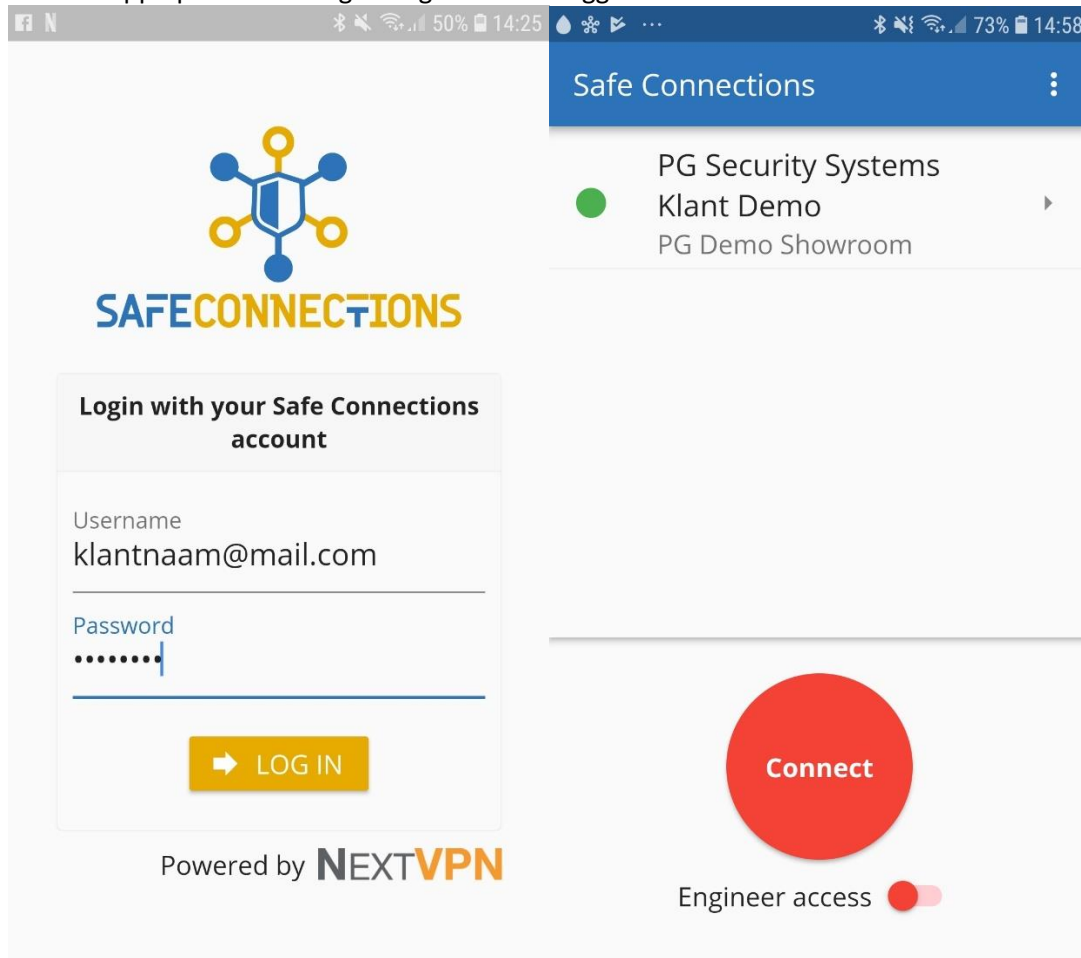 50% 14:25
SAFECONNECTIONS
Login with your Safe Connections
account
Username
klantnaam@mail.com
Password
••••••••
LOG IN
Powered by NEXTVPN
73% 14:58
Safe Connections
PG Security Systems
Klant Demo
PG Demo Showroom
Connect
Engineer access